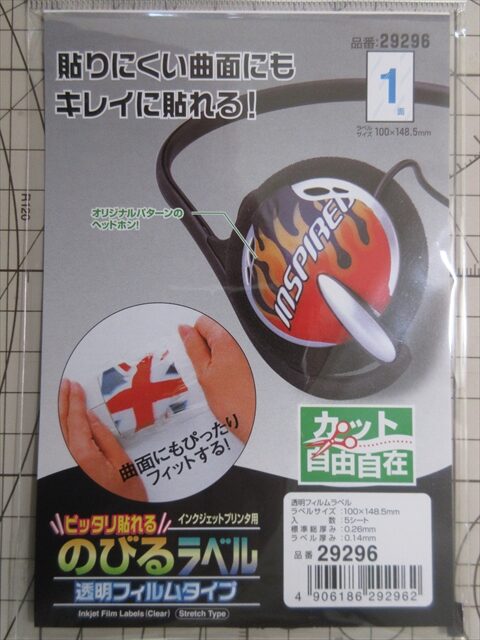 品番:29296
貼りにくい曲面にも
キレイに貼れる!
1
面
ラベル
サイズ 100×148.5mm
オリジナルパターンの
ヘッドホン!
INSPIRER
曲面にもぴったり
フィットする!
カット
自由自在
ピッタリ貼れる
インクジェットプリンタ用
のびるラベル
透明フィルムタイプ
Inkjet Film Labels (Clear) Stretch Type
透明フィルムラベル
ラベルサイズ :100×148.5mm
入 数 :5シート
標準総厚み :0.26mm
ラベル厚み :0.14mm
品番 29296
4 906186 292962
R120